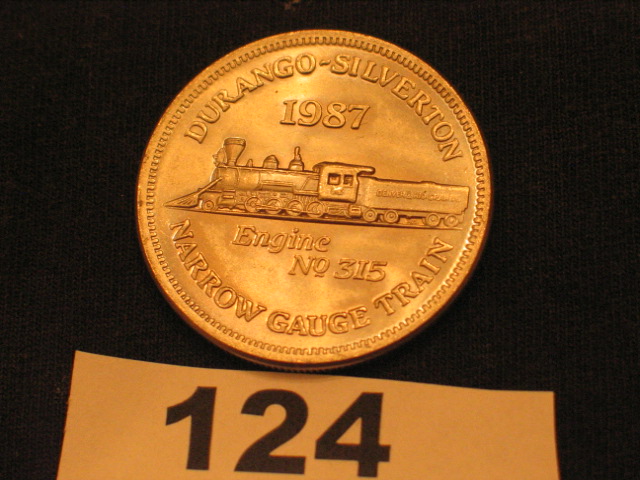 DURANGO-SILVERTON
1987
Engine
Nº 315
NARROW GAUGE TRAIN
124